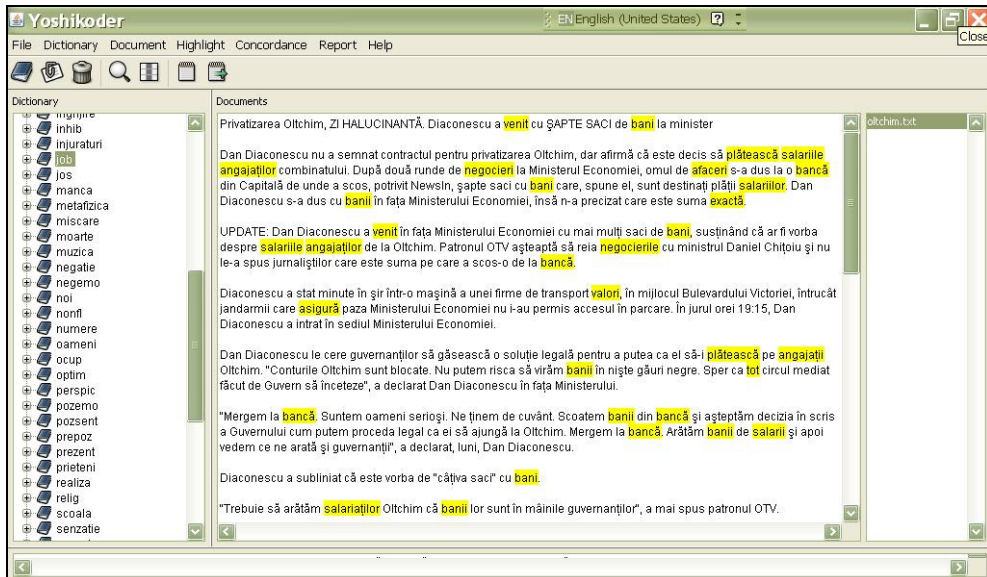 Yoshikoder
EN English (United States)
Close
File Dictionary Document Highlight Concordance Report Help
Dictionary
Documents
îngrijire
inhib
injuraturi
job
jos
manca
metafizica
miscare
moarte
muzica
negatie
negemo
noi
nonfl
numere
oameni
ocup
optim
perspic
pozemo
pozsent
prepoz
prezent
prieteni
realiza
relig
scoala
senzatie
Privatizarea Oltchim, ZI HALUCINANTĂ. Diaconescu a venit cu ŞAPTE SACI de bani la minister
Dan Diaconescu nu a semnat contractul pentru privatizarea Oltchim, dar afirmă că este decis să plătească salariile
angajaţilor combinatului. După două runde de negocieri la Ministerul Economiei, omul de afaceri s-a dus la o bancă
din Capitală de unde a scos, potrivit NewsIn, şapte saci cu bani care, spune el, sunt destinaţi plăţii salariilor. Dan
Diaconescu s-a dus cu banii în faţa Ministerului Economiei, însă n-a precizat care este suma exactă.
UPDATE: Dan Diaconescu a venit în faţa Ministerului Economiei cu mai mulţi saci de bani, susţinând că ar fi vorba
despre salariile angajaţilor de la Oltchim. Patronul OTV aşteaptă să reia negocierile cu ministrul Daniel Chiţoiu şi nu
le-a spus jurnaliştilor care este suma pe care a scos-o de la bancă.
Diaconescu a stat minute în şir într-o maşină a unei firme de transport valori, în mijlocul Bulevardului Victoriei, întrucât
jandarmii care asigură paza Ministerului Economiei nu i-au permis accesul în parcare. În jurul orei 19:15, Dan
Diaconescu a intrat în sediul Ministerului Economiei.
Dan Diaconescu le cere guvernanţilor să găsească o soluţie legală pentru a putea ca el să-i plătească pe angajaţii
Oltchim. "Conturile Oltchim sunt blocate. Nu putem risca să virăm banii în nişte găuri negre. Sper ca tot circul mediat
făcut de Guvern să înceteze", a declarat Dan Diaconescu în faţa Ministerului.
"Mergem la bancă. Suntem oameni serioşi. Ne ţinem de cuvânt. Scoatem banii din bancă şi aşteptăm decizia în scris
a Guvernului cum putem proceda legal ca ei să ajungă la Oltchim. Mergem la bancă. Arătăm banii de salarii şi apoi
vedem ce ne arată şi guvernanţii", a declarat, luni, Dan Diaconescu.
Diaconescu a subliniat că este vorba de "câţiva saci" cu bani.
"Trebuie să arătăm salariaţilor Oltchim că banii lor sunt în mâinile guvernanţilor", a mai spus patronul OTV.
oltchim.txt